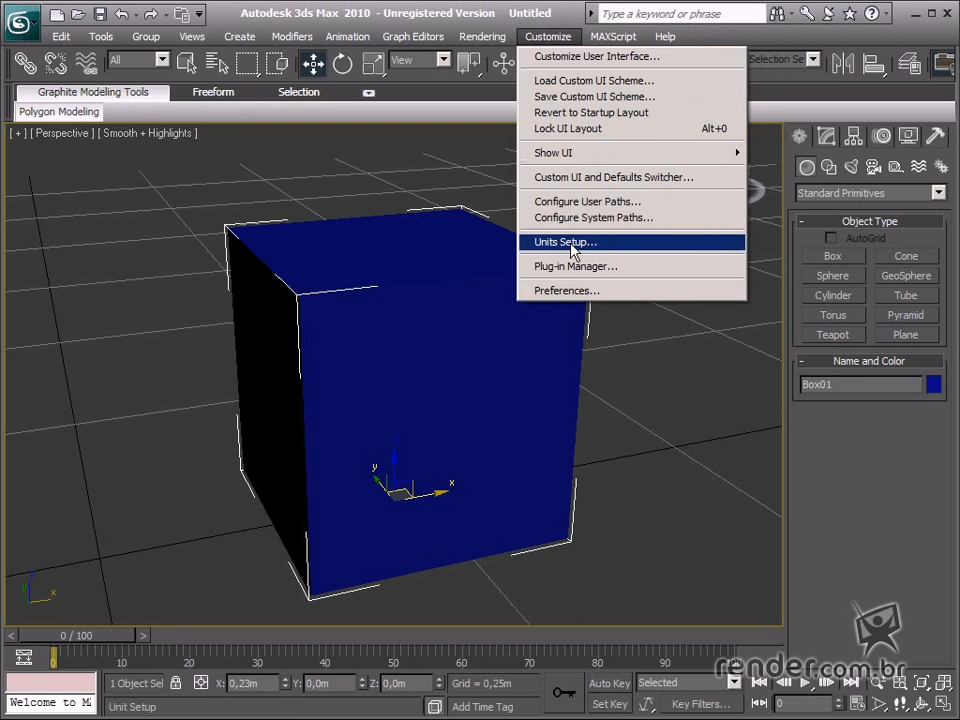 Autodesk 3ds Max 2010 - Unregistered Version Untitled
Type a keyword or phrase
Edit Tools Group Views Create Modifiers Animation Graph Editors Rendering Customize MAXScript Help
All
View
Selection Se
Graphite Modeling Tools Freeform Selection
Polygon Modeling
[ + ] [ Perspective ] [ Smooth + Highlights ]
Customize User Interface...
Load Custom UI Scheme...
Save Custom UI Scheme...
Revert to Startup Layout
Lock UI Layout Alt+0
Show UI
Custom UI and Defaults Switcher...
Configure User Paths...
Configure System Paths...
Units Setup...
Plug-in Manager...
Preferences...
Standard Primitives
- Object Type
AutoGrid
Box Cone
Sphere GeoSphere
Cylinder Tube
Torus Pyramid
Teapot Plane
- Name and Color
Box01
z
y
x
z
y
x
< 0 / 100 >
0 10 20 30 40 50 60 70 80 90
1 Object Sel X: 0,23m Y: 0,0m Z: 0,0m Grid = 0,25m Auto Key Selected
Welcome to M
Unit Setup Add Time Tag Set Key Key Filters... 0
render.com.br